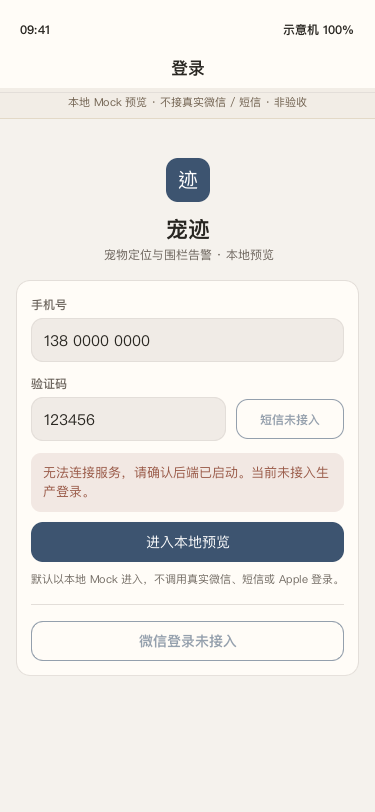 09:41 示意机 100%
登录
本地 Mock 预览 · 不接真实微信 / 短信 · 非验收
迹
宠迹
宠物定位与围栏告警 · 本地预览
手机号
138 0000 0000
验证码
123456 短信未接入
无法连接服务，请确认后端已启动。当前未接入生
产登录。
进入本地预览
默认以本地 Mock 进入，不调用真实微信、短信或 Apple 登录。
微信登录未接入